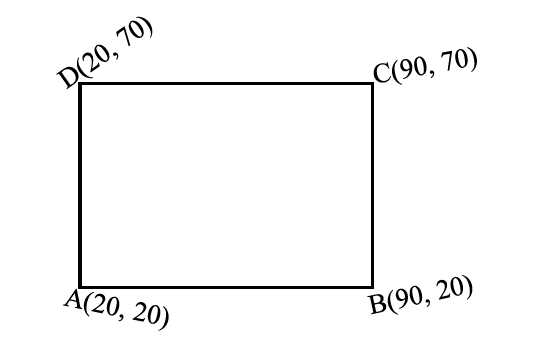 D(20, 70)
C(90, 70)
A(20, 20)
B(90, 20)